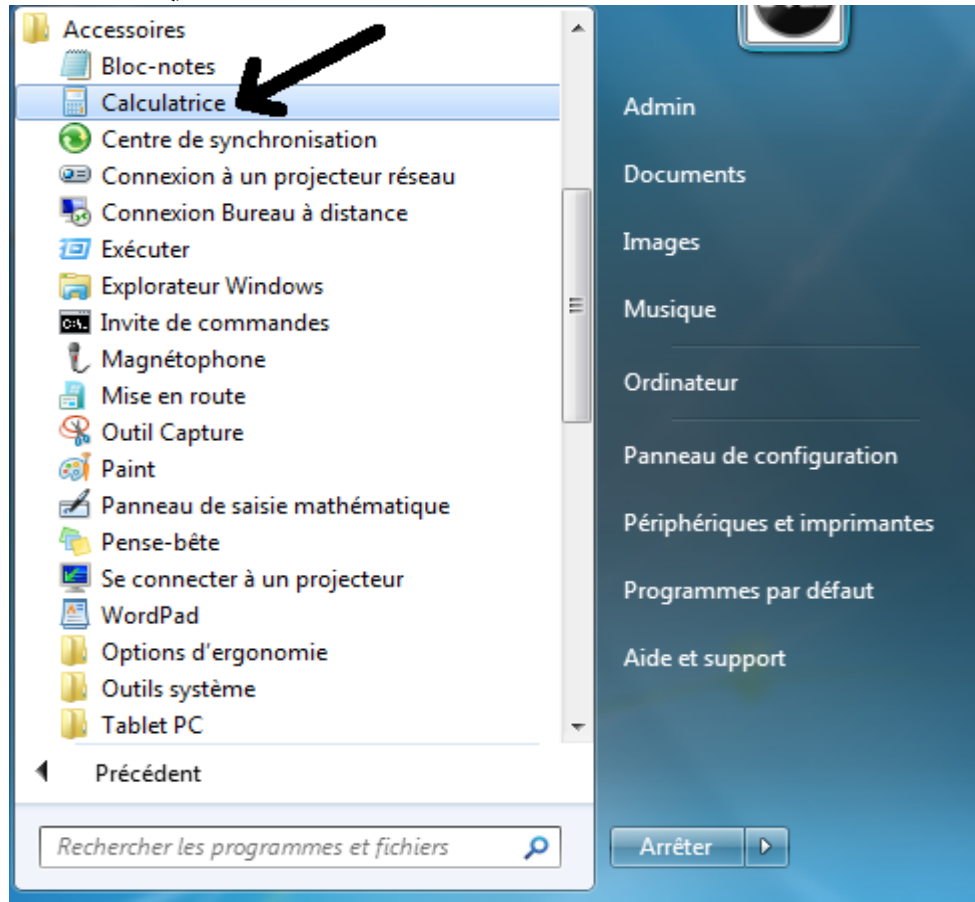 Accessoires
Bloc-notes
Calculatrice
Centre de synchronisation
Connexion à un projecteur réseau
Connexion Bureau à distance
Exécuter
Explorateur Windows
Invite de commandes
Magnétophone
Mise en route
Outil Capture
Paint
Panneau de saisie mathématique
Pense-bête
Se connecter à un projecteur
WordPad
Options d'ergonomie
Outils système
Tablet PC
Précédent
Rechercher les programmes et fichiers
Admin
Documents
Images
Musique
Ordinateur
Panneau de configuration
Périphériques et imprimantes
Programmes par défaut
Aide et support
Arrêter